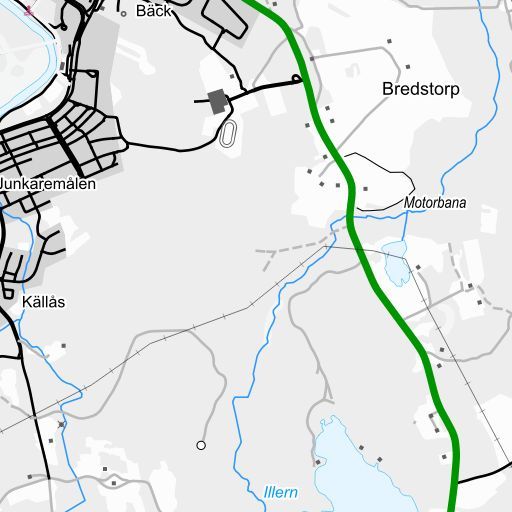 Bäck
Bredstorp
Junkaremålen
Motorbana
Källås
Illern